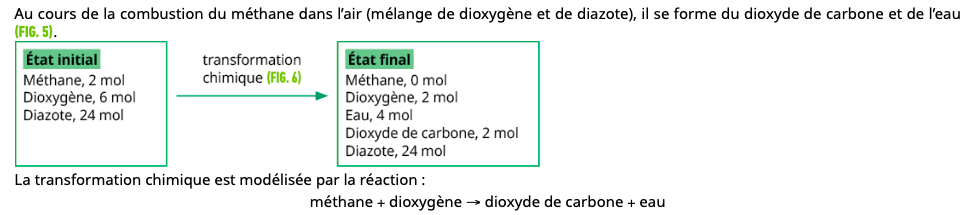 Au cours de la combustion du méthane dans l'air (mélange de dioxygène et de diazote), il se forme du dioxyde de carbone et de l'eau
(FIG. 5).
État initial
Méthane, 2 mol
Dioxygène, 6 mol
Diazote, 24 mol
transformation
chimique (FIG. 6)
État final
Méthane, 0 mol
Dioxygène, 2 mol
Eau, 4 mol
Dioxyde de carbone, 2 mol
Diazote, 24 mol
La transformation chimique est modélisée par la réaction :
méthane + dioxygène → dioxyde de carbone + eau